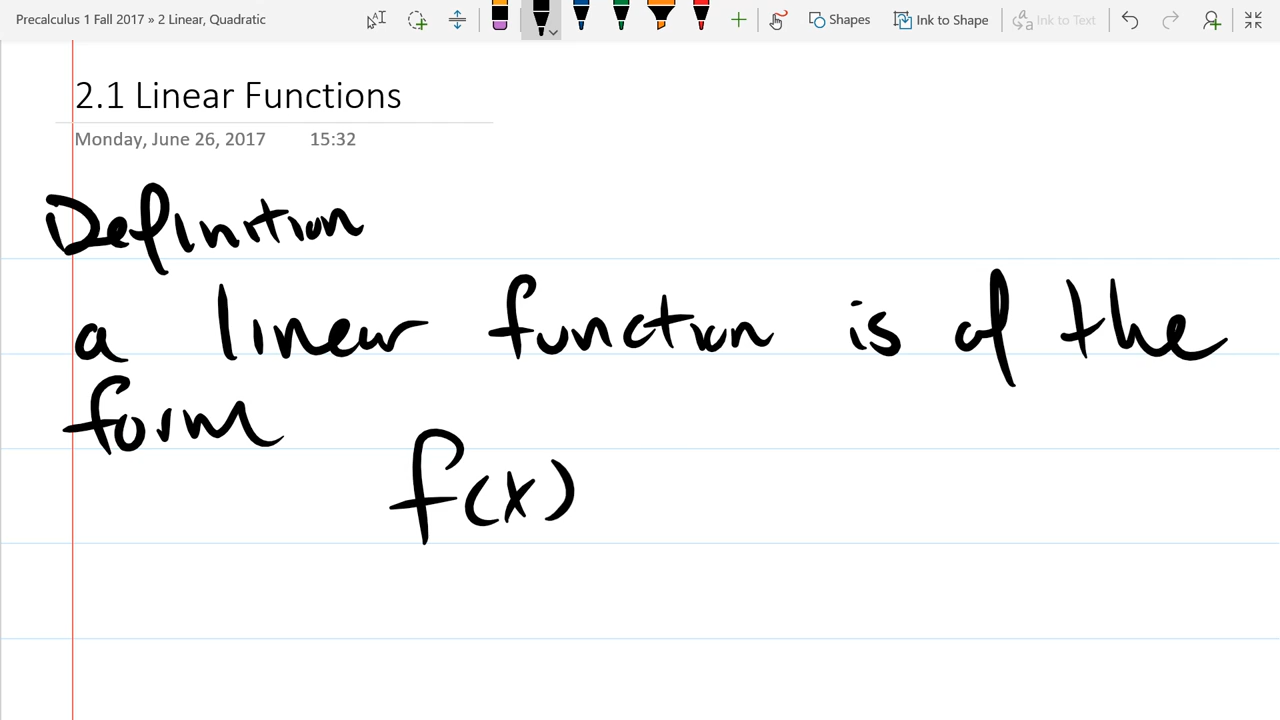 Precalculus 1 Fall 2017 » 2 Linear, Quadratic
Shapes
Ink to Shape
Ink to Text
2.1 Linear Functions
Monday, June 26, 2017 15:32
Definition
a linear function is of the
form
f(x)